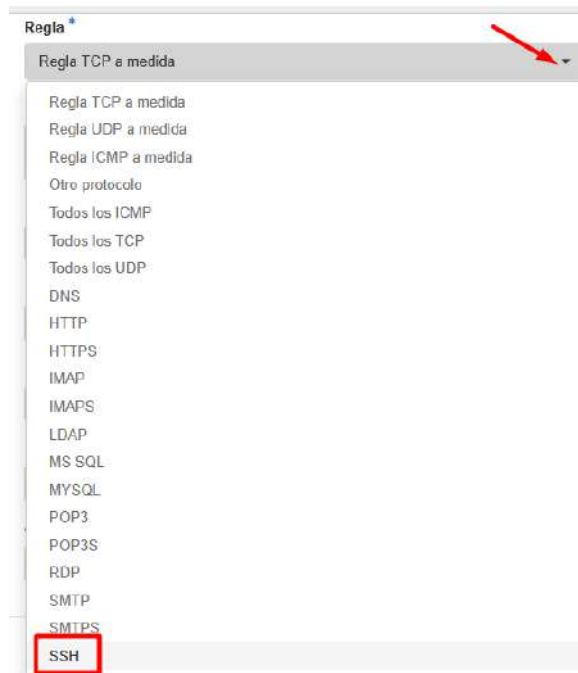 Regla *
Regla TCP a medida
Regla TCP a medida
Regla UDP a medida
Regla ICMP a medida
Otro protocolo
Todos los ICMP
Todos los TCP
Todos los UDP
DNS
HTTP
HTTPS
IMAP
IMAPS
LDAP
MS SQL
MYSQL
POP3
POP3S
RDP
SMTP
SMTPS
SSH